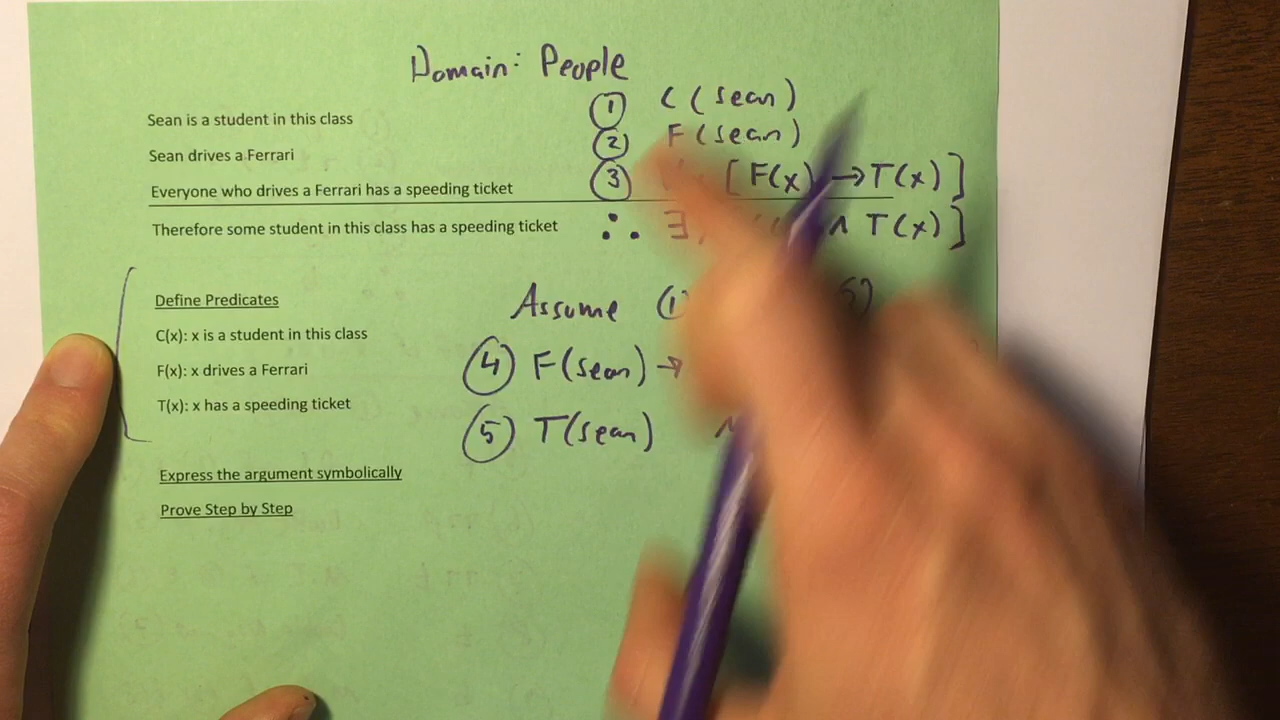 Domain: People
Sean is a student in this class ① C(sean)
Sean drives a Ferrari ② F(sean)
Everyone who drives a Ferrari has a speeding ticket ③ [F(x) → T(x)]
Therefore some student in this class has a speeding ticket ∴ ∃ ∧ T(x)]
Define Predicates
Assume (1
C(x): x is a student in this class
④ F(sean) →
F(x): x drives a Ferrari
T(x): x has a speeding ticket
⑤ T(sean)
Express the argument symbolically
Prove Step by Step